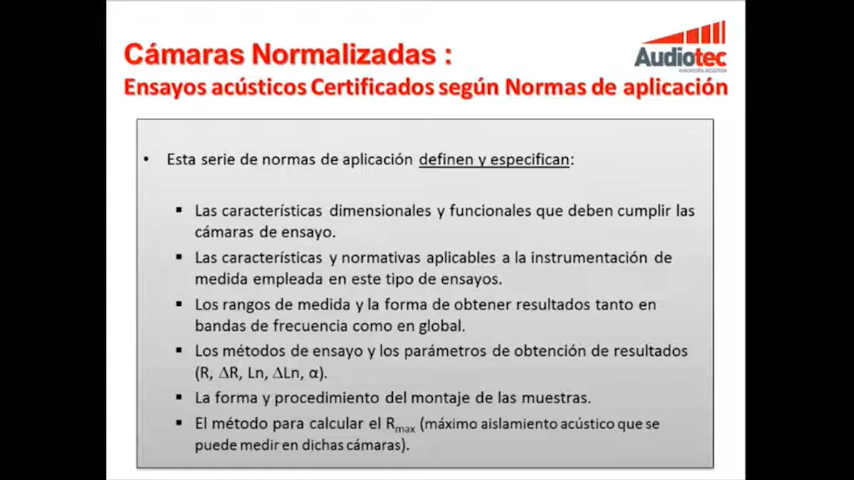 Cámaras Normalizadas :
Audiotec
Ensayos acústicos Certificados según Normas de aplicación
• Esta serie de normas de aplicación definen y especifican:
▪ Las características dimensionales y funcionales que deben cumplir las
cámaras de ensayo.
▪ Las características y normativas aplicables a la instrumentación de
medida empleada en este tipo de ensayos.
▪ Los rangos de medida y la forma de obtener resultados tanto en
bandas de frecuencia como en global.
▪ Los métodos de ensayo y los parámetros de obtención de resultados
(R, ΔR, Ln, ΔLn, α).
▪ La forma y procedimiento del montaje de las muestras.
▪ El método para calcular el Rmax (máximo aislamiento acústico que se
puede medir en dichas cámaras).